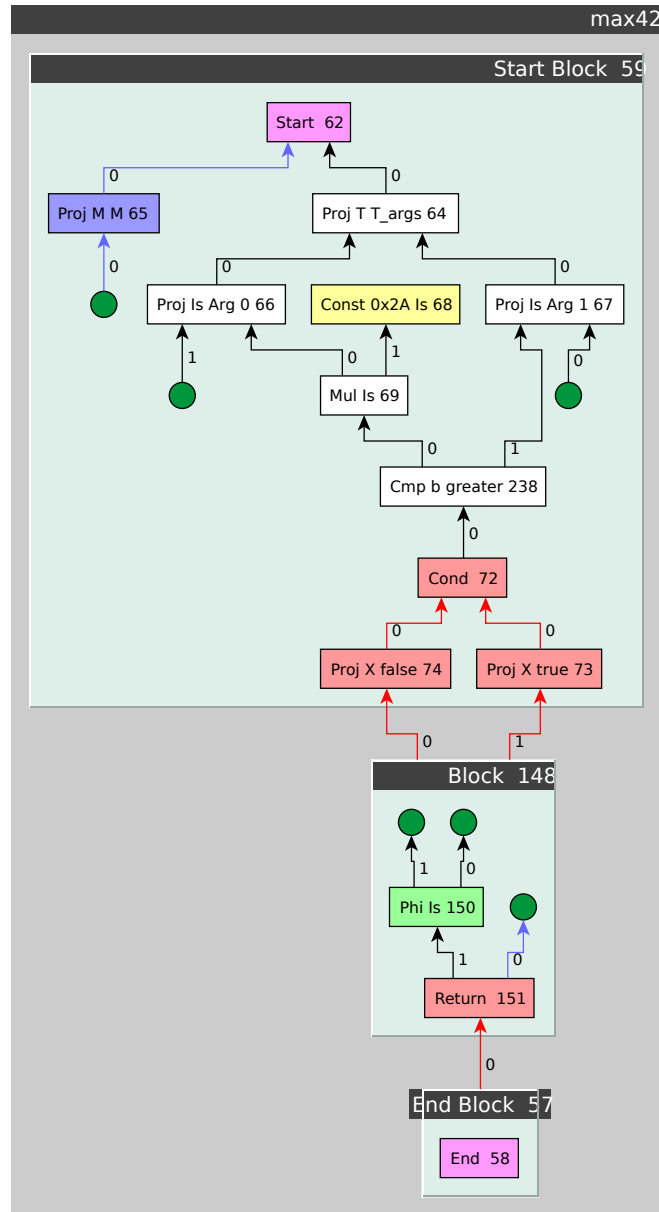 max42
Start Block 59
Start 62
0 0
Proj M M 65 Proj T T_args 64
0 0 0
Proj Is Arg 0 66 Const 0x2A Is 68 Proj Is Arg 1 67
1 0 1 0
Mul Is 69
0 1
Cmp b greater 238
0
Cond 72
0 0
Proj X false 74 Proj X true 73
0 1
Block 148
1 0
Phi Is 150
1 0
Return 151
0
End Block 57
End 58